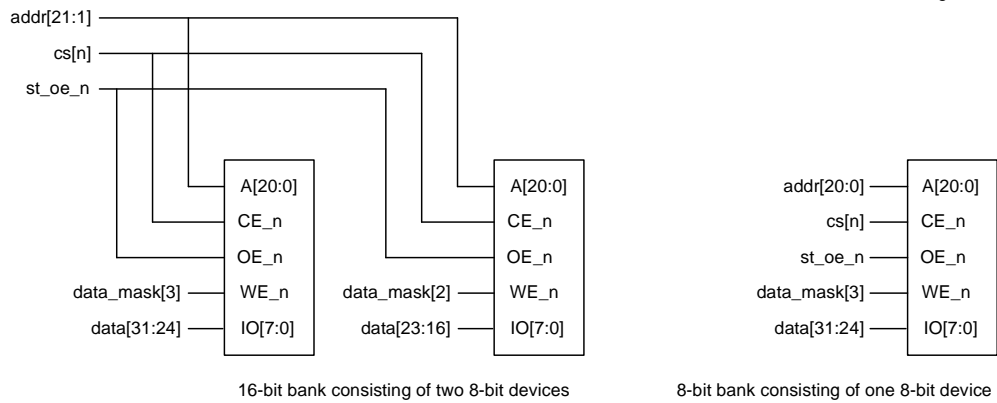 addr[21:1]
cs[n]
st_oe_n
A[20:0]
CE_n
OE_n
data_mask[3]
WE_n
data[31:24]
IO[7:0]
A[20:0]
CE_n
OE_n
data_mask[2]
WE_n
data[23:16]
IO[7:0]
16-bit bank consisting of two 8-bit devices
addr[20:0]
A[20:0]
cs[n]
CE_n
st_oe_n
OE_n
data_mask[3]
WE_n
data[31:24]
IO[7:0]
8-bit bank consisting of one 8-bit device